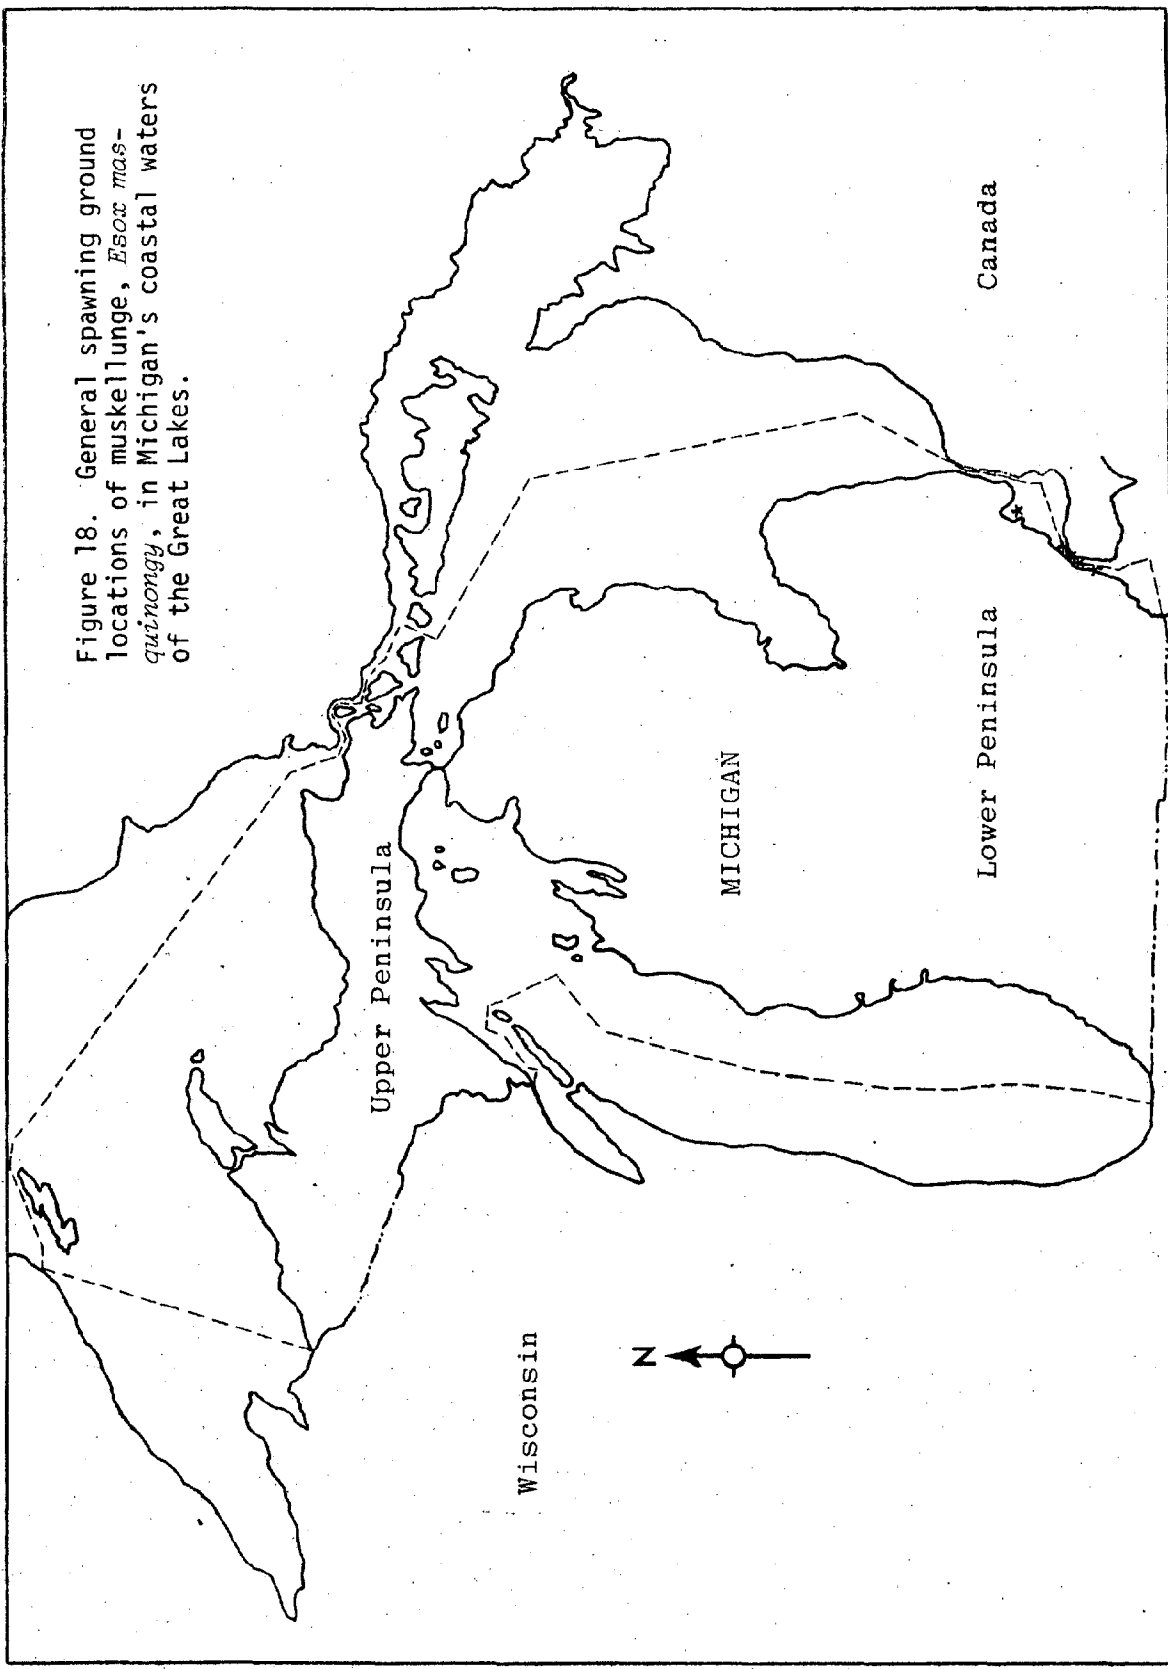 Figure 18. General spawning ground
locations of muskellunge, Esox mas-
quinongy, in Michigan's coastal waters
of the Great Lakes.
Canada
Upper Peninsula
MICHIGAN
Lower Peninsula
Wisconsin
N